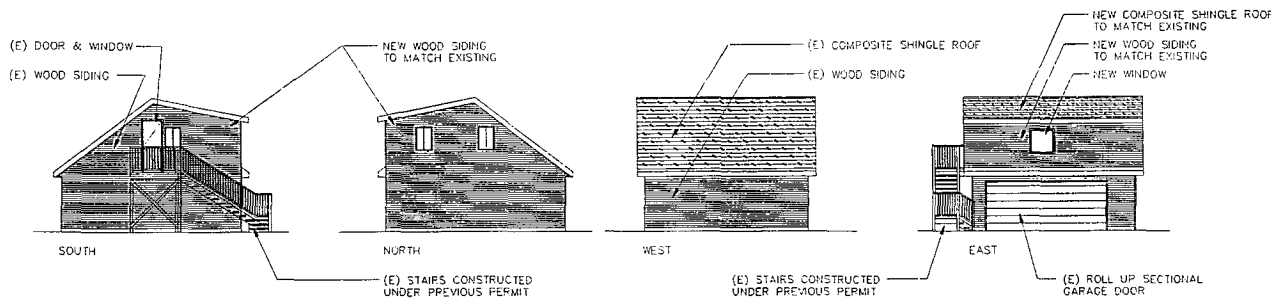 (E) DOOR & WINDOW
(E) WOOD SIDING
NEW WOOD SIDING
TO MATCH EXISTING
(E) COMPOSITE SHINGLE ROOF
(E) WOOD SIDING
NEW COMPOSITE SHINGLE ROOF
TO MATCH EXISTING
NEW WOOD SIDING
TO MATCH EXISTING
NEW WINDOW
SOUTH
NORTH
WEST
EAST
(E) STAIRS CONSTRUCTED
UNDER PREVIOUS PERMIT
(E) STAIRS CONSTRUCTED
UNDER PREVIOUS PERMIT
(E) ROLL UP SECTIONAL
GARAGE DOOR